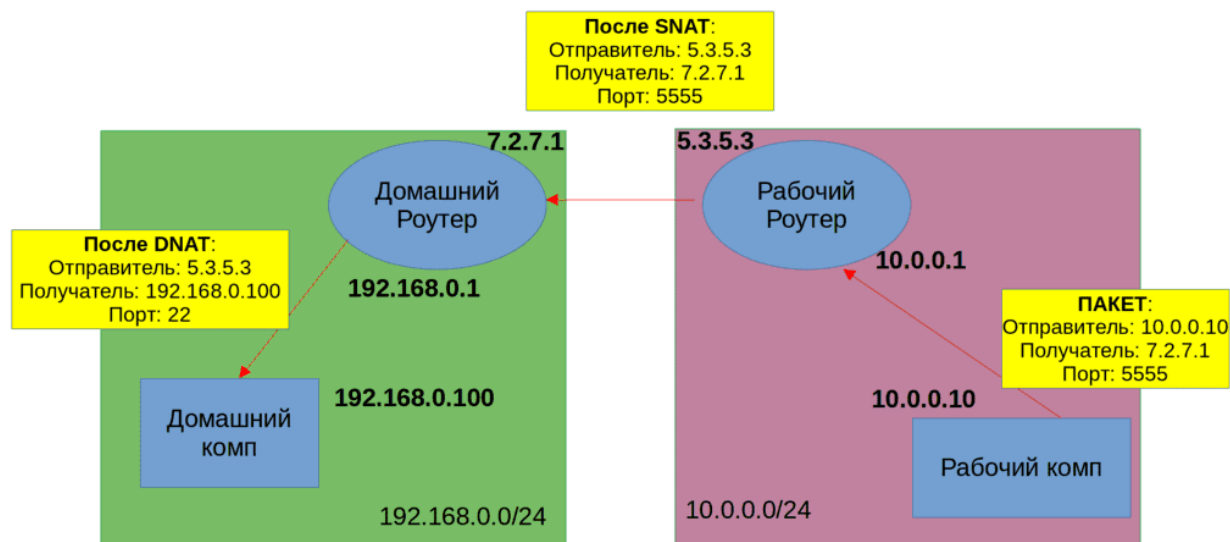 После SNAT:
Отправитель: 5.3.5.3
Получатель: 7.2.7.1
Порт: 5555
7.2.7.1
5.3.5.3
Домашний
Роутер
Рабочий
Роутер
После DNAT:
Отправитель: 5.3.5.3
Получатель: 192.168.0.100
Порт: 22
192.168.0.1
10.0.0.1
ПАКЕТ:
Отправитель: 10.0.0.10
Получатель: 7.2.7.1
Порт: 5555
192.168.0.100
10.0.0.10
Домашний
комп
Рабочий комп
192.168.0.0/24
10.0.0.0/24